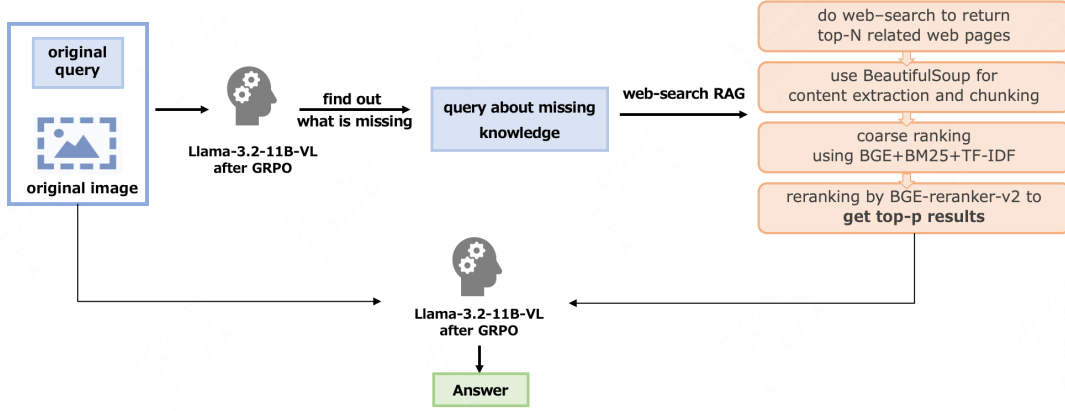 original
query
original image
Llama-3.2-11B-VL
after GRPO
find out
what is missing
query about missing
knowledge
web-search RAG
do web–search to return
top-N related web pages
use BeautifulSoup for
content extraction and chunking
coarse ranking
using BGE+BM25+TF-IDF
reranking by BGE-reranker-v2 to
get top-p results
Llama-3.2-11B-VL
after GRPO
Answer